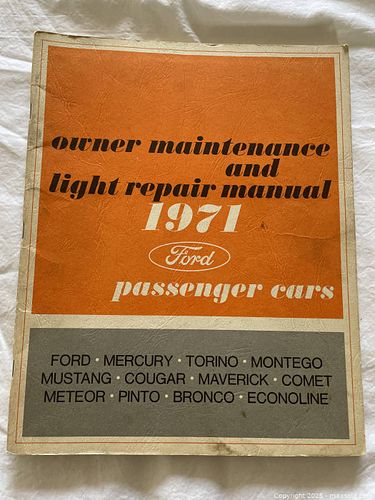 owner maintenance
and
light repair manual
1971
Ford
passenger cars
FORD • MERCURY • TORINO • MONTEGO
MUSTANG • COUGAR • MAVERICK • COMET
METEOR • PINTO • BRONCO • ECONOLINE